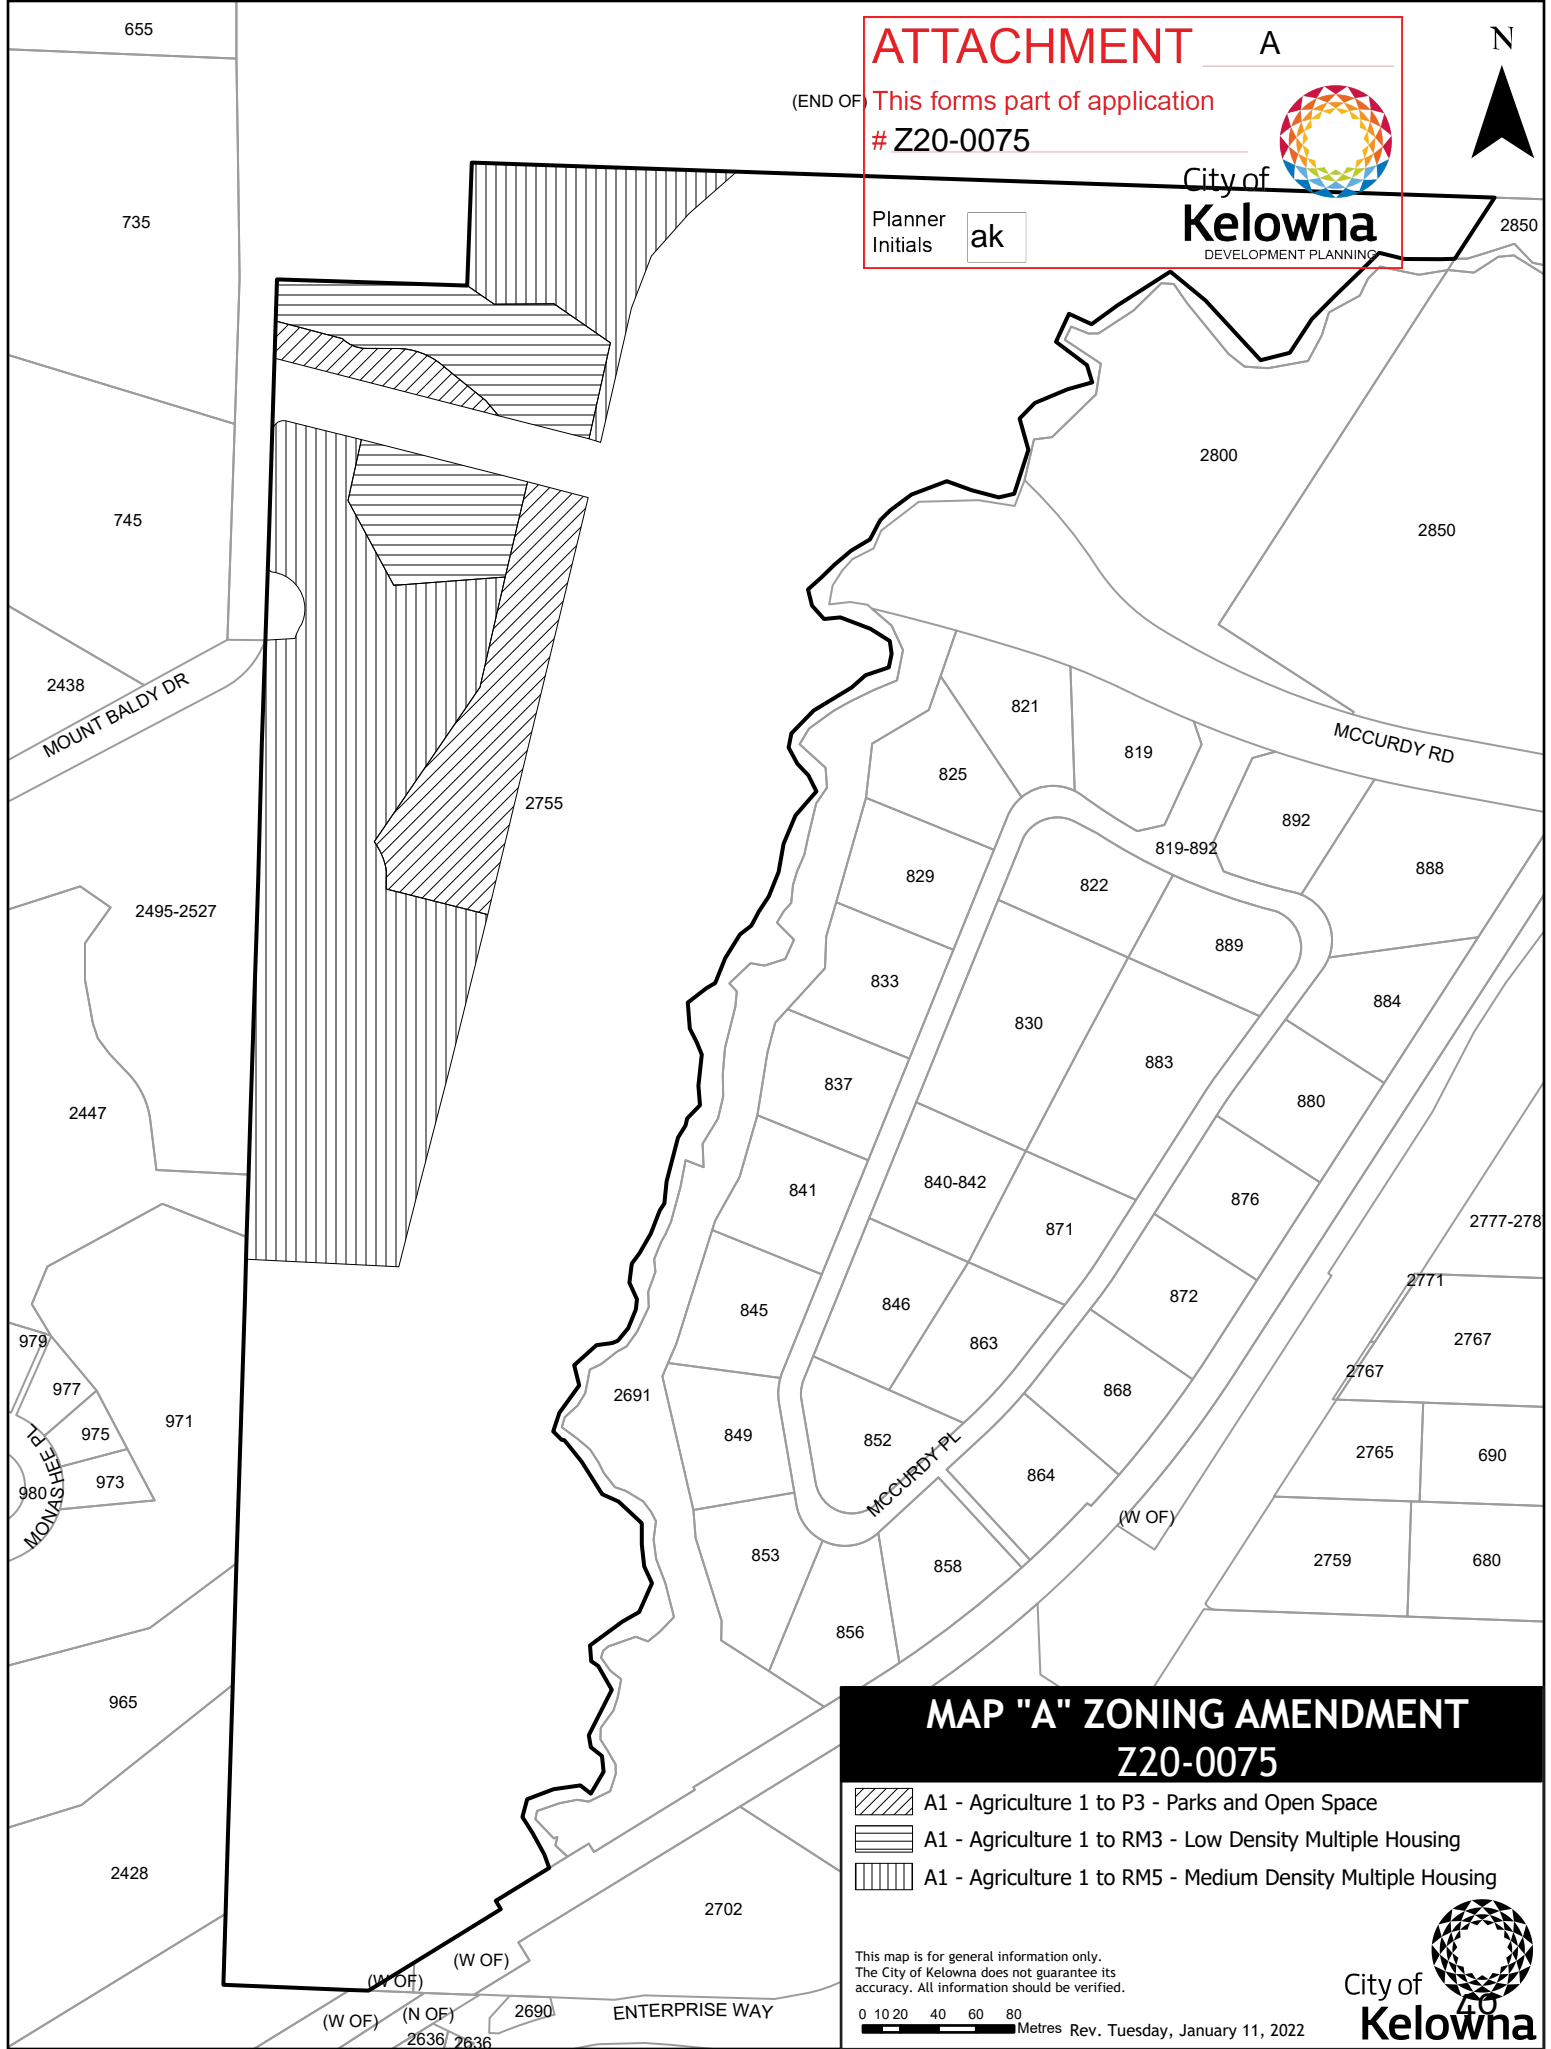 655
ATTACHMENT A
N
(END OF)
This forms part of application
# Z20-0075
City of
Kelowna
DEVELOPMENT PLANNING
Planner
Initials
ak
735
2850
2800
745
2850
2438
MOUNT BALDY DR
821
819
MCCURDY RD
825
2755
892
819-892
888
829
822
2495-2527
889
833
884
830
883
837
880
2447
841
840-842
876
871
2777-278
2771
872
845
846
863
2767
979
2767
977
2691
868
971
975
849
852
2765
690
MONASHEE PL
973
980
MCCURDY PL
864
(W OF)
853
858
2759
680
856
965
MAP "A" ZONING AMENDMENT
Z20-0075
A1 - Agriculture 1 to P3 - Parks and Open Space
A1 - Agriculture 1 to RM3 - Low Density Multiple Housing
A1 - Agriculture 1 to RM5 - Medium Density Multiple Housing
2428
2702
(W OF)
(W OF)
(W OF)
(N OF)
2690
ENTERPRISE WAY
2636
2636
This map is for general information only.
The City of Kelowna does not guarantee its
accuracy. All information should be verified.
0 10 20 40 60 80
Metres
Rev. Tuesday, January 11, 2022
City of
Kelowna
40